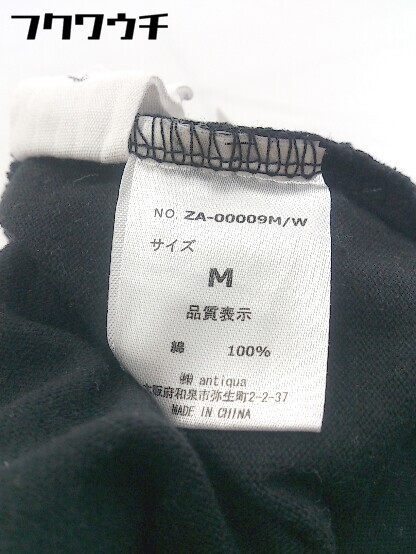 フクワウチ
NO. ZA-00009M/W
サイズ
M
品質表示
綿 100%
㈱ antiqua
大阪府和泉市弥生町2-2-37
MADE IN CHINA